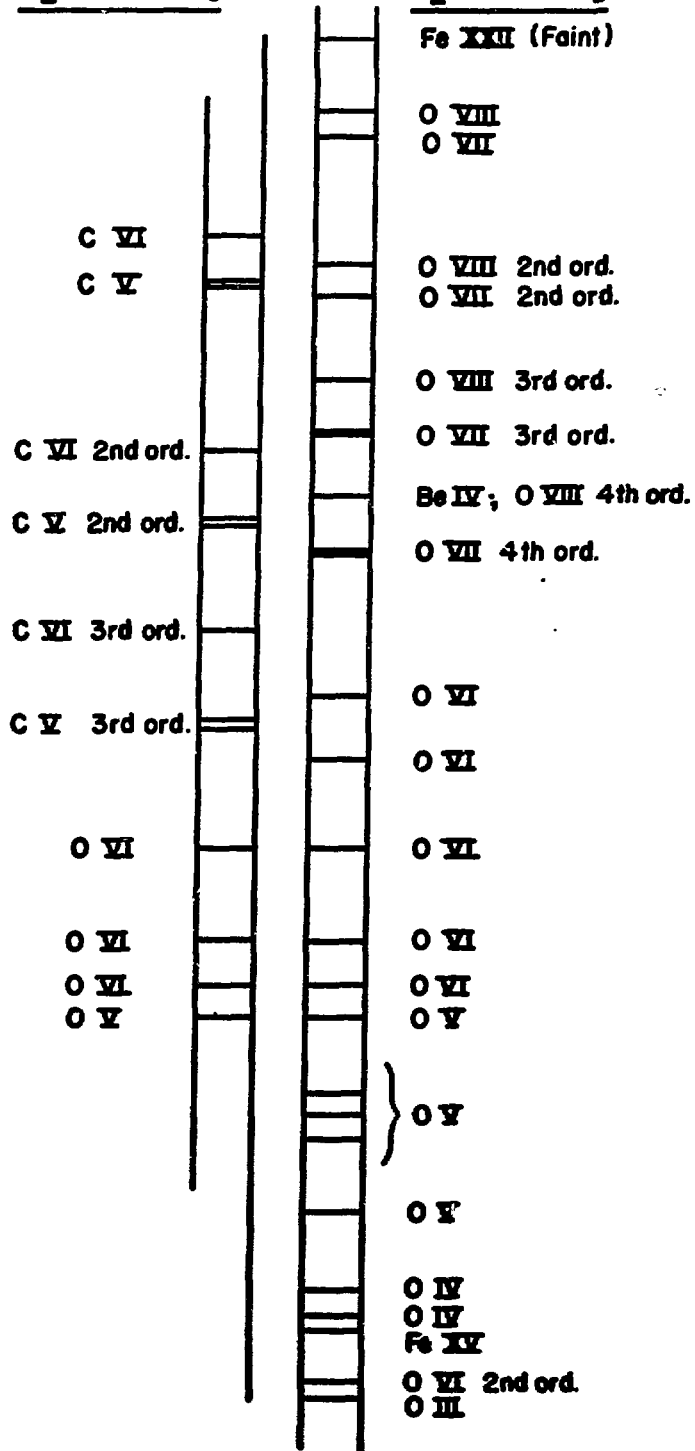 C VI
C V
C VI 2nd ord.
C V 2nd ord.
C VI 3rd ord.
C V 3rd ord.
O VI
O VI
O VI
O V
Fe XXII (Faint)
O VIII
O VII
O VIII 2nd ord.
O VII 2nd ord.
O VIII 3rd ord.
O VII 3rd ord.
Be IV; O VIII 4th ord.
O VII 4th ord.
O VI
O VI
O VI
O VI
O VI
O V
O V
O V
O IV
O IV
Fe XV
O VI 2nd ord.
O III